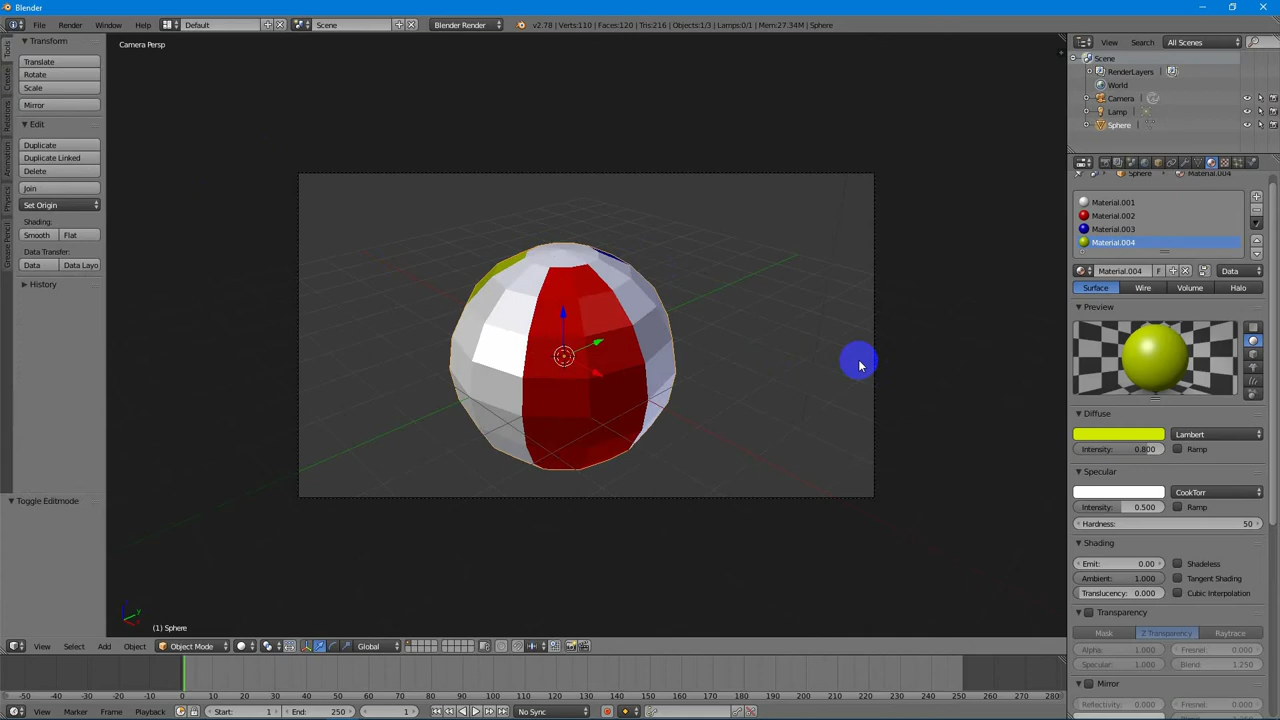 Blender
File Render Window Help Default Scene Blender Render v2.78 | Verts:110 | Faces:120 | Tris:216 | Objects:1/3 | Lamps:0/1 | Mem:27.34M | Sphere
Tools
Create
Relations
Animation
Physics
Grease Pencil
Transform
Translate
Rotate
Scale
Mirror
Edit
Duplicate
Duplicate Linked
Delete
Join
Set Origin
Shading:
Smooth Flat
Data Transfer:
Data Data Layo
History
Toggle Editmode
Camera Persp
(1) Sphere
View Select Add Object Object Mode Global
-50 -40 -30 -20 -10 0 10 20 30 40 50 60 70 80 90 100 110 120 130 140 150 160 170 180 190 200 210 220 230 240 250 260 270 280
View Marker Frame Playback Start: 1 End: 250 1 No Sync
View Search All Scenes
Scene
RenderLayers
World
Camera
Lamp
Sphere
Sphere Material.004
Material.001
Material.002
Material.003
Material.004
Material.004 F Data
Surface Wire Volume Halo
Preview
Diffuse
Lambert
Intensity: 0.800 Ramp
Specular
CookTorr
Intensity: 0.500 Ramp
Hardness: 50
Shading
Emit: 0.00 Shadeless
Ambient: 1.000 Tangent Shading
Translucency: 0.000 Cubic Interpolation
Transparency
Mask Z Transparency Raytrace
Alpha: 1.000 Fresnel: 0.000
Specular: 1.000 Blend: 1.250
Mirror
Reflectivity: 0.000 Fresnel: 0.000